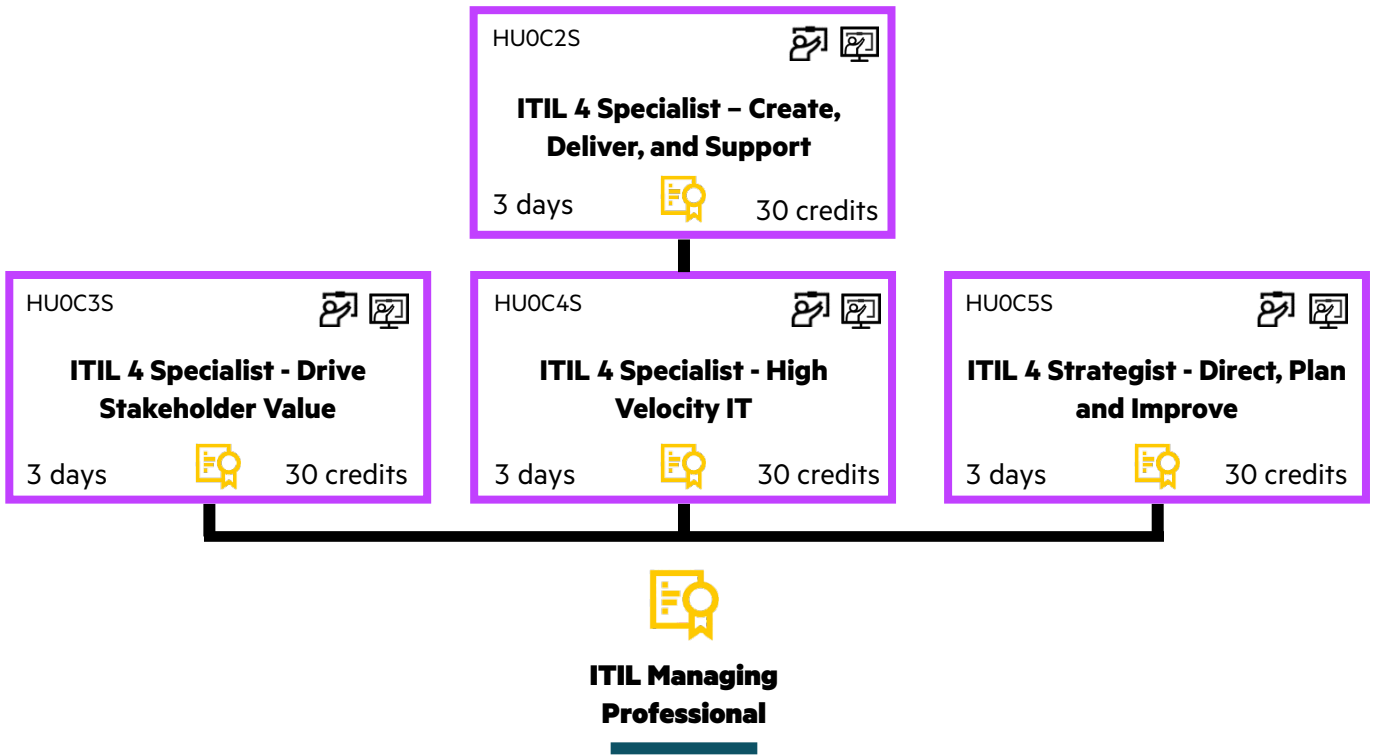 HU0C2S
ITIL 4 Specialist – Create,
Deliver, and Support
3 days
30 credits
HU0C3S
ITIL 4 Specialist - Drive
Stakeholder Value
3 days
30 credits
HU0C4S
ITIL 4 Specialist - High
Velocity IT
3 days
30 credits
HU0C5S
ITIL 4 Strategist - Direct, Plan
and Improve
3 days
30 credits
ITIL Managing
Professional